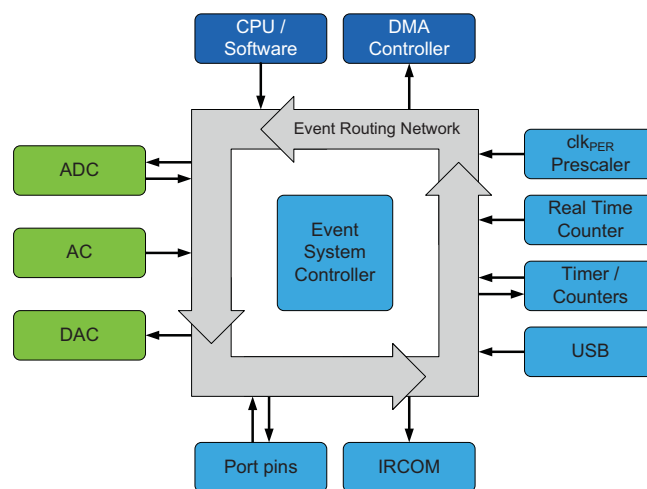 CPU /
Software
DMA
Controller
Event Routing Network
ADC
AC
DAC
Event
System
Controller
clkPER
Prescaler
Real Time
Counter
Timer /
Counters
USB
Port pins
IRCOM